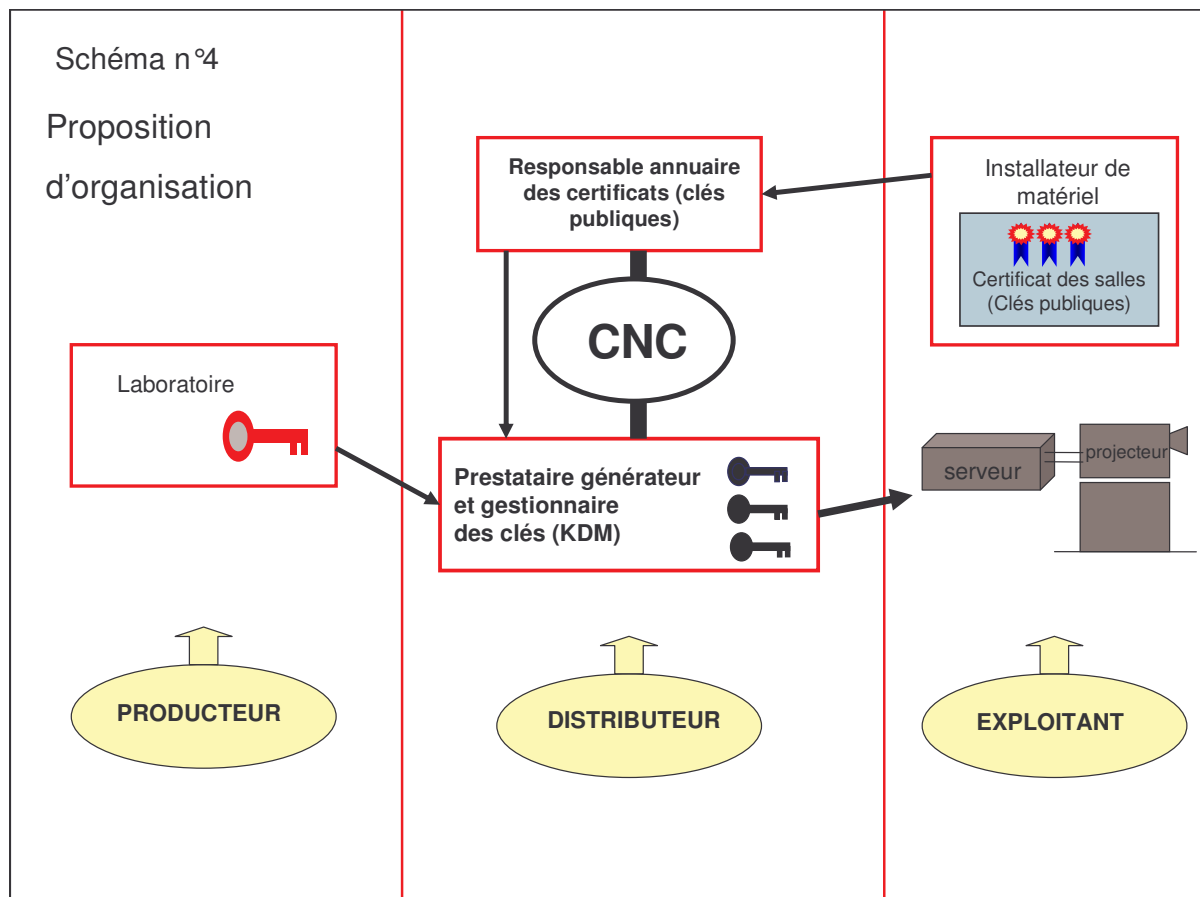 Schéma n°4
Proposition
d'organisation
Responsable annuaire
des certificats (clés
publiques)
Installateur de
matériel
Certificat des salles
(Clés publiques)
CNC
Laboratoire
Prestataire générateur
et gestionnaire
des clés (KDM)
serveur
projecteur
PRODUCTEUR
DISTRIBUTEUR
EXPLOITANT